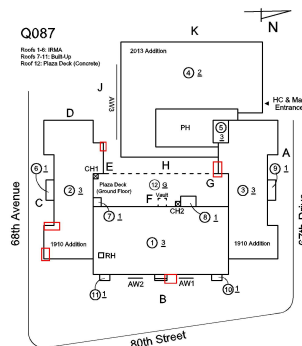 K
Q087
N
Roofs 1-6: IRMA
Roofs 7-11: Built-Up
Roof 12: Plaza Deck (Concrete)
2013 Addition
4 2
J
AW3
HC & Ma
Entrance
D
PH
5
3
A
E
H
6 1
CH1
G
9 1
Plaza Deck
(Ground Floor)
12 G
2 3
3 3
C
F
Vault
7 1
CH2
8 1
68th Avenue
67th Drive
1910 Addition
1 3
1910 Addition
RH
11 1
AW2
AW1
10 1
B
80th Street